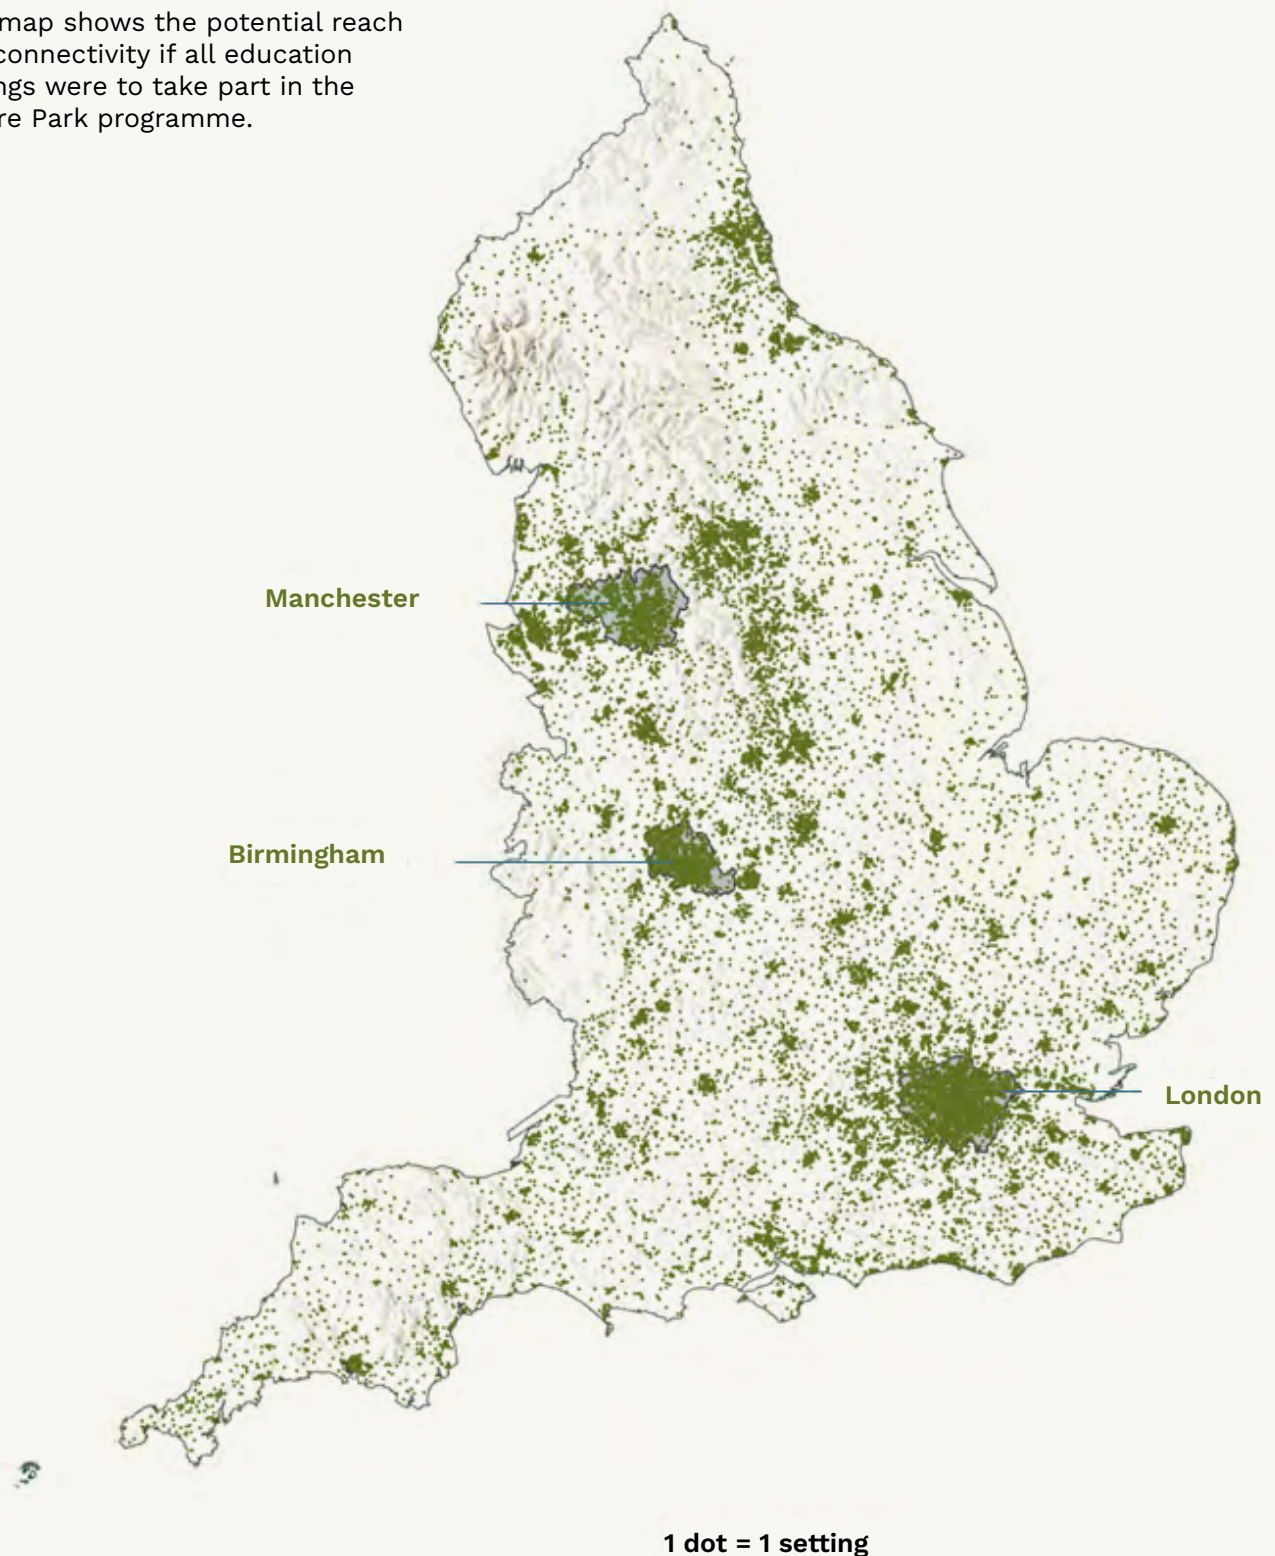 map shows the potential reach
connectivity if all education
ngs were to take part in the
re Park programme.
Manchester
Birmingham
London
1 dot = 1 setting